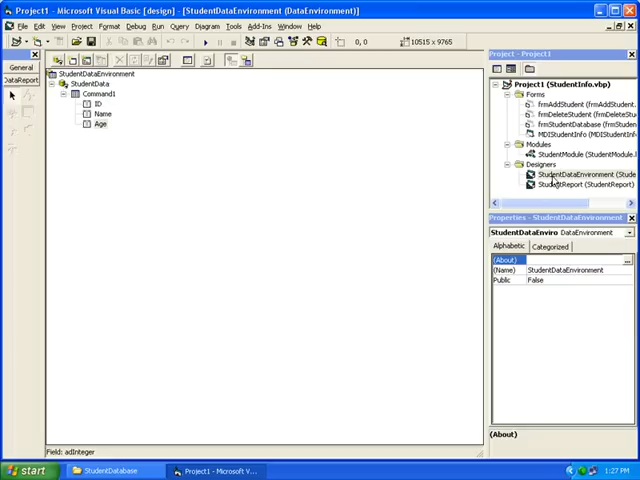 Project1 - Microsoft Visual Basic [design] - [StudentDataEnvironment (DataEnvironment)]
File Edit View Project Format Debug Run Query Diagram Tools Add-Ins Window Help
0, 0 10515 x 9765
General
DataReport
StudentDataEnvironment
StudentData
Command1
ID
Name
Age
Field: adInteger
Project - Project1
Project1 (StudentInfo.vbp)
Forms
frmAddStudent (frmAddStudent.
frmDeleteStudent (frmDeleteStu
frmStudentDatabase (frmStudent
MDIStudentInfo (MDIStudentInfo
Modules
StudentModule (StudentModule.
Designers
StudentDataEnvironment (Stude
StudentReport (StudentReport)
Properties - StudentDataEnvironment
StudentDataEnviro DataEnvironment
Alphabetic Categorized
(About)
(Name) StudentDataEnvironment
Public False
(About)
start StudentDatabase Project1 - Microsoft V... 1:27 PM